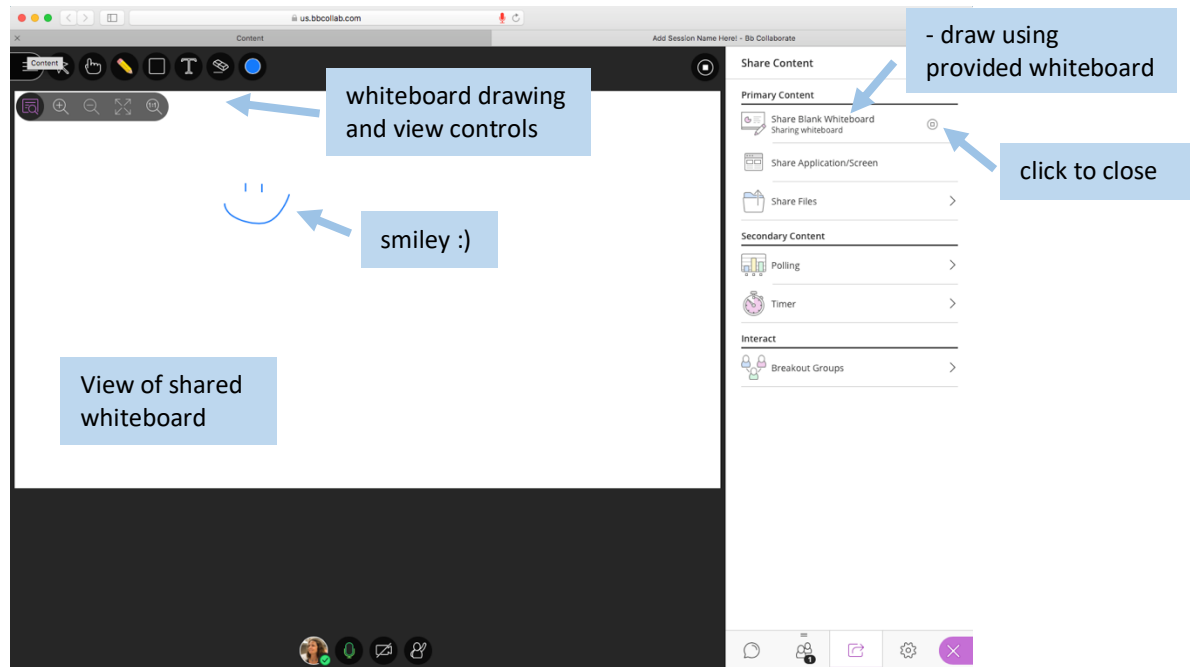 us.bbcollab.com
Content
Add Session Name Here! - Bb Collaborate
Content
T
1/1
whiteboard drawing
and view controls
smiley :)
View of shared
whiteboard
- draw using
provided whiteboard
click to close
Share Content
Primary Content
Share Blank Whiteboard
Sharing whiteboard
Share Application/Screen
Share Files
Secondary Content
Polling
Timer
Interact
Breakout Groups
1